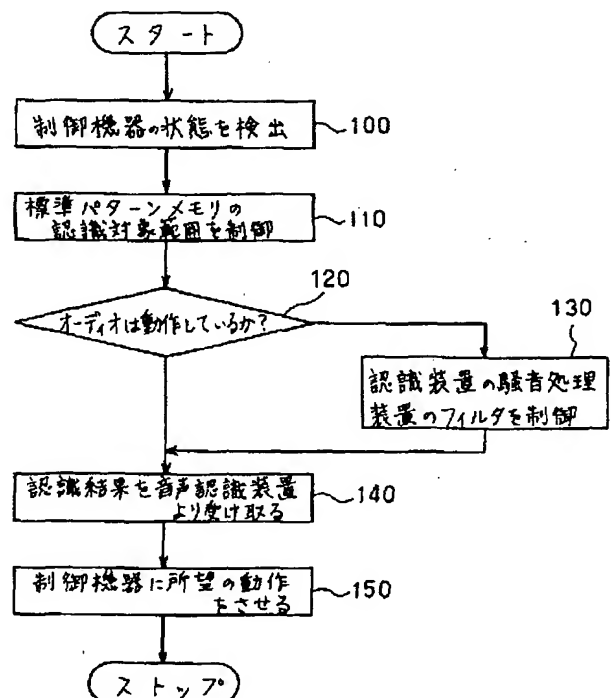 スタート
制御機器の状態を検出
100
標準パターンメモリの
認識対象範囲を制御
110
120
オーディオは動作しているか?
130
認識装置の騒音処理
装置のフィルタを制御
認識結果を音声認識装置
より受け取る
140
制御機器に所望の動作
をさせる
150
ストップ